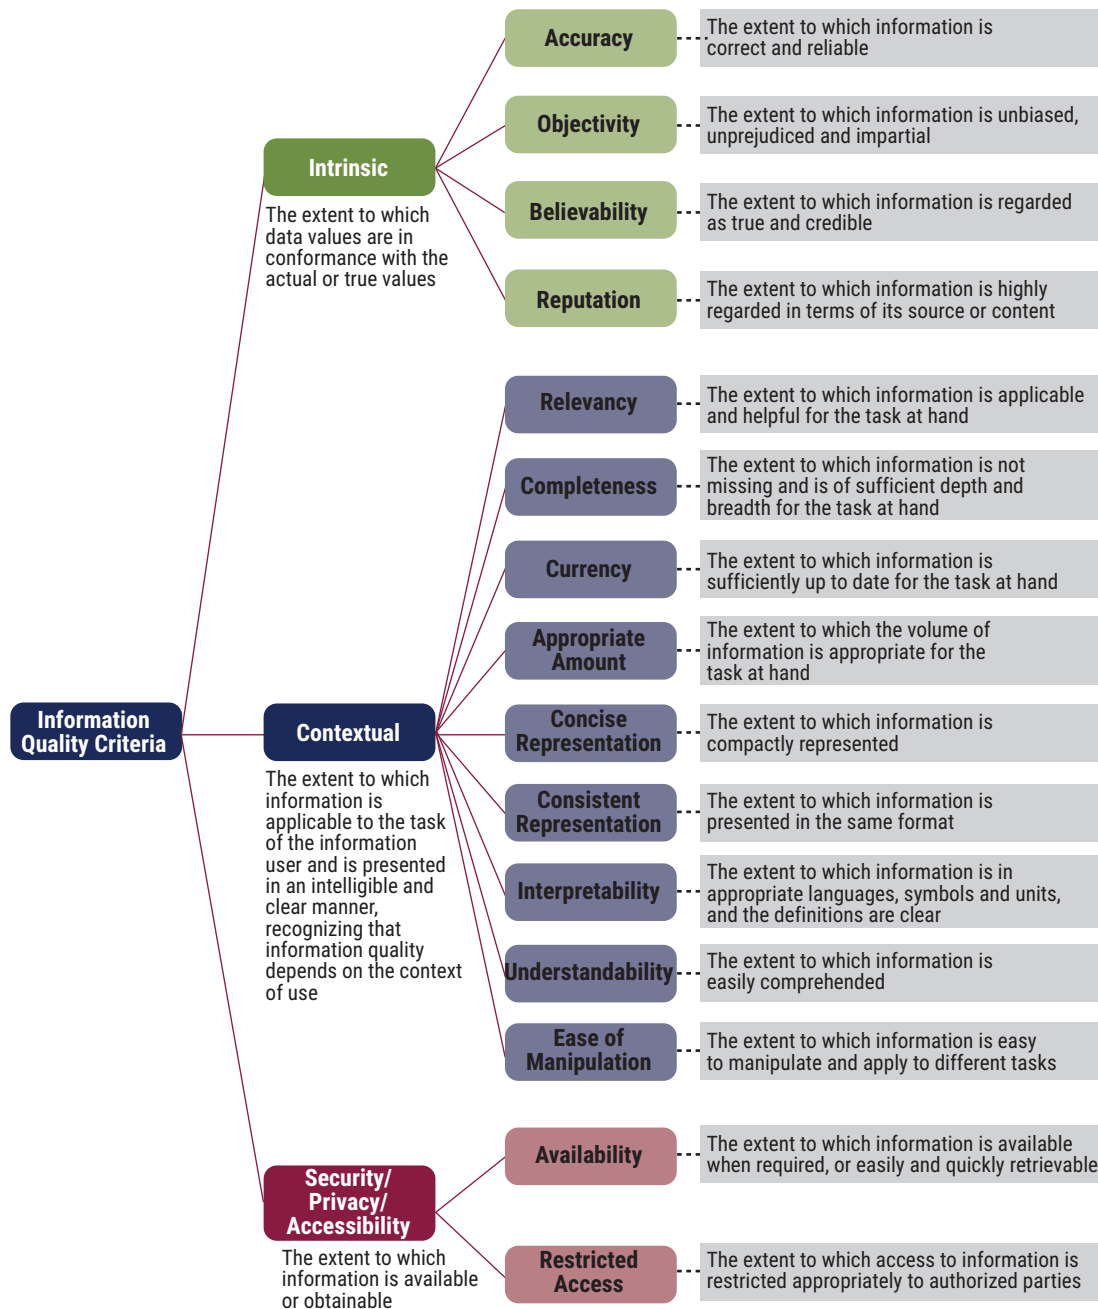 Accuracy
The extent to which information is
correct and reliable
Objectivity
The extent to which information is unbiased,
unprejudiced and impartial
Intrinsic
The extent to which
data values are in
conformance with the
actual or true values
Believability
The extent to which information is regarded
as true and credible
Reputation
The extent to which information is highly
regarded in terms of its source or content
Relevancy
The extent to which information is applicable
and helpful for the task at hand
Completeness
The extent to which information is not
missing and is of sufficient depth and
breadth for the task at hand
Currency
The extent to which information is
sufficiently up to date for the task at hand
Appropriate
Amount
The extent to which the volume of
information is appropriate for the
task at hand
Information
Quality Criteria
Contextual
The extent to which
information is
applicable to the task
of the information
user and is presented
in an intelligible and
clear manner,
recognizing that
information quality
depends on the context
of use
Concise
Representation
The extent to which information is
compactly represented
Consistent
Representation
The extent to which information is
presented in the same format
Interpretability
The extent to which information is in
appropriate languages, symbols and units,
and the definitions are clear
Understandability
The extent to which information is
easily comprehended
Ease of
Manipulation
The extent to which information is easy
to manipulate and apply to different tasks
Security/
Privacy/
Accessibility
The extent to which
information is available
or obtainable
Availability
The extent to which information is available
when required, or easily and quickly retrievable
Restricted
Access
The extent to which access to information is
restricted appropriately to authorized parties